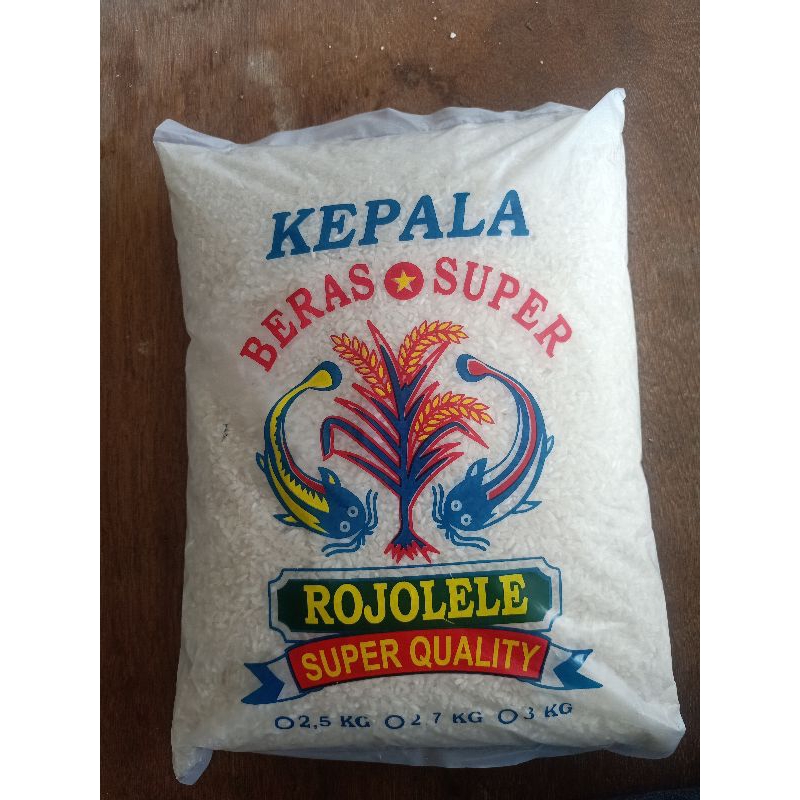 KEPALA
BERAS SUPER
ROJOLELE
SUPER QUALITY
2,5 KG 2 7 KG 3 KG